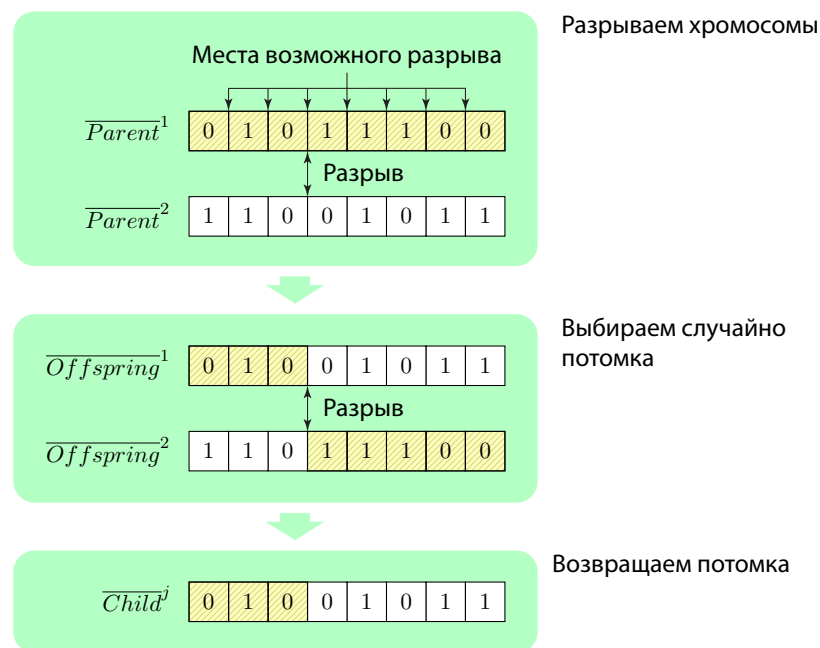 Разрываем хромосомы
Места возможного разрыва
Parent¹ 0 1 0 1 1 1 0 0
Разрыв
Parent² 1 1 0 0 1 0 1 1
Выбираем случайно
потомка
Offspring¹ 0 1 0 0 1 0 1 1
Разрыв
Offspring² 1 1 0 1 1 1 0 0
Возвращаем потомка
Child^j 0 1 0 0 1 0 1 1